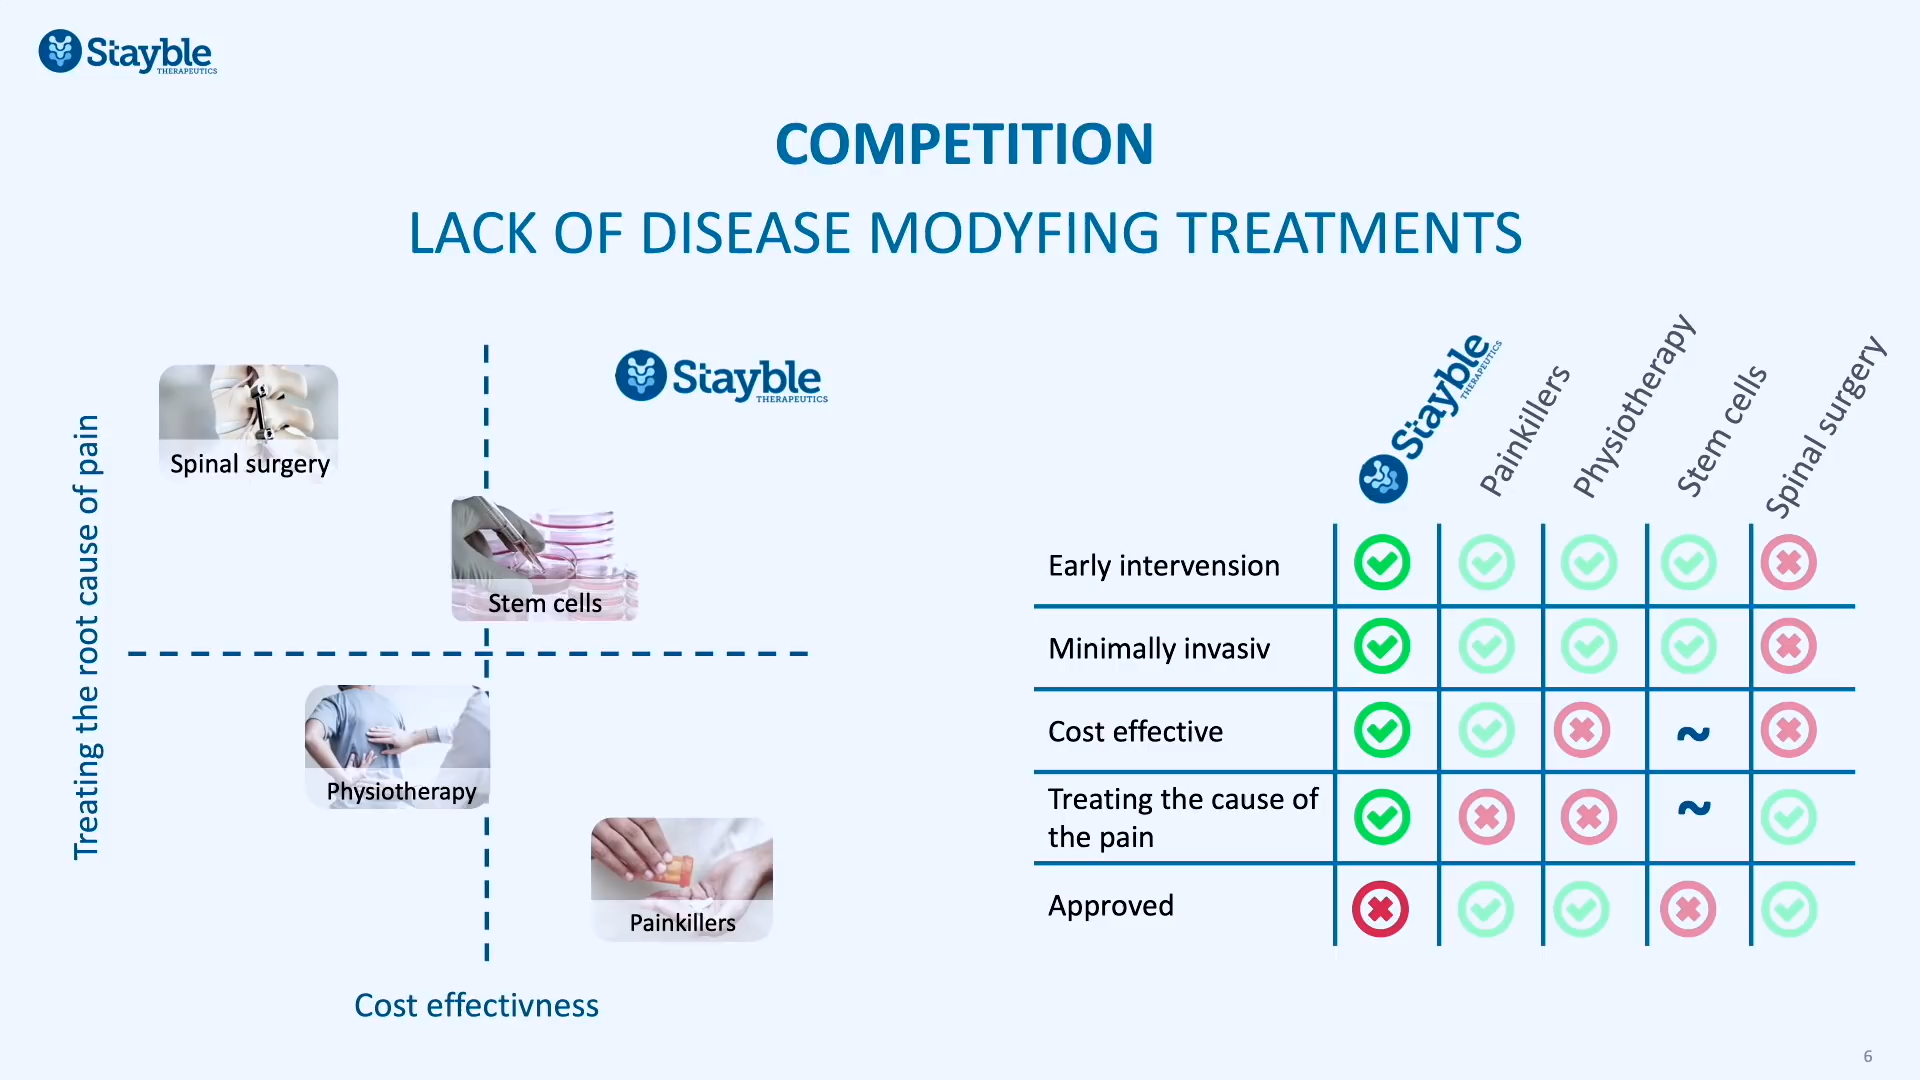 Stayble
THERAPEUTICS
COMPETITION
LACK OF DISEASE MODYFING TREATMENTS
Treating the root cause of pain
Spinal surgery
Stayble
THERAPEUTICS
Stem cells
Physiotherapy
Painkillers
Cost effectivness
Stayble
THERAPEUTICS
Painkillers
Physiotherapy
Stem cells
Spinal surgery
Early intervension
Minimally invasiv
Cost effective
~
Treating the cause of
the pain
~
Approved
6